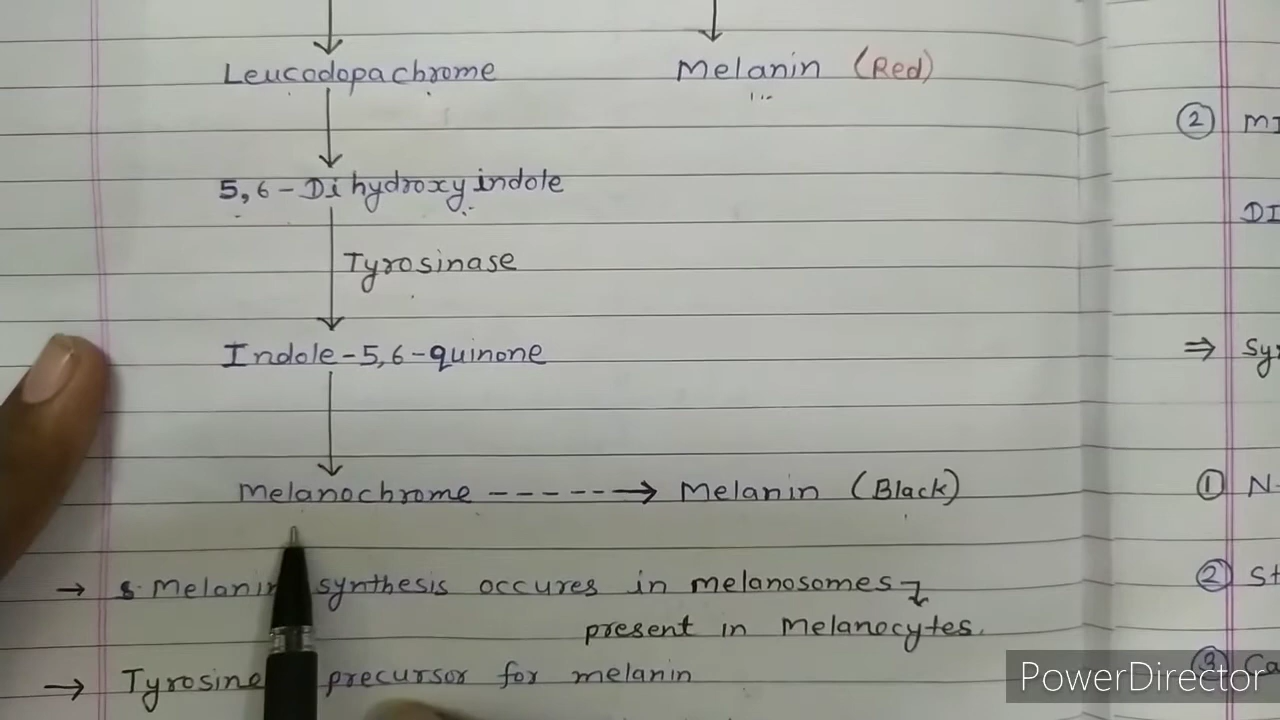 Leucodopachrome
Melanin (Red)
5,6-Dihydroxyindole
Tyrosinase
Indole-5,6-quinone
Melanochrome -----→ Melanin (Black)
→ Melanin synthesis occures in melanosomes
present in Melanocytes.
→ Tyrosine precursor for melanin
②
DI
⇒
① N-
②
PowerDirector